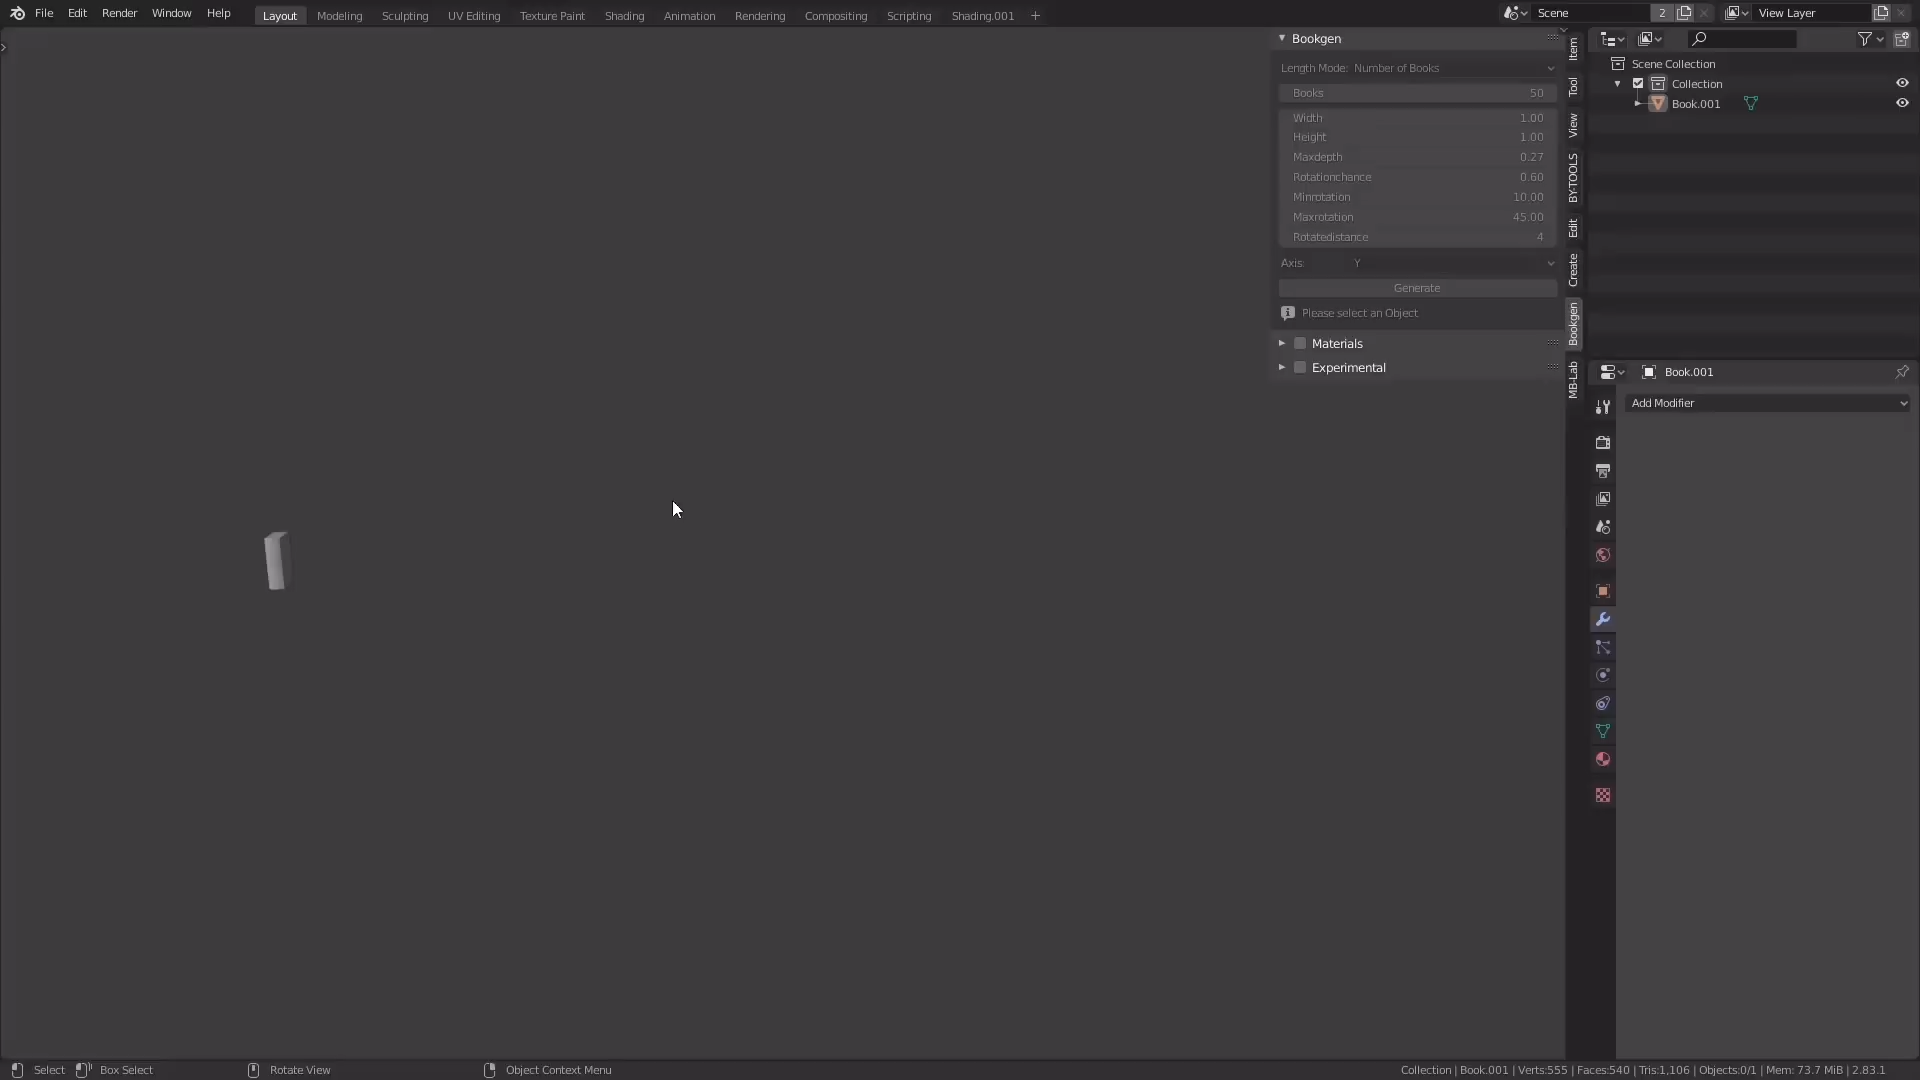 File Edit Render Window Help Layout Modeling Sculpting UV Editing Texture Paint Shading Animation Rendering Compositing Scripting Shading.001 + Scene 2 View Layer
Bookgen
Length Mode: Number of Books
Books 50
Width 1.00
Height 1.00
Maxdepth 0.27
Rotationchance 0.60
Minrotation 10.00
Maxrotation 45.00
Rotatedistance 4
Axis: Y
Generate
Please select an Object
Materials
Experimental
Item
Tool
View
BY-TOOLS
Edit
Create
Bookgen
MB-Lab
Scene Collection
Collection
Book.001
Book.001
Add Modifier
Select Box Select Rotate View Object Context Menu Collection | Book.001 | Verts:555 | Faces:540 | Tris:1,106 | Objects:0/1 | Mem: 73.7 MiB | 2.83.1